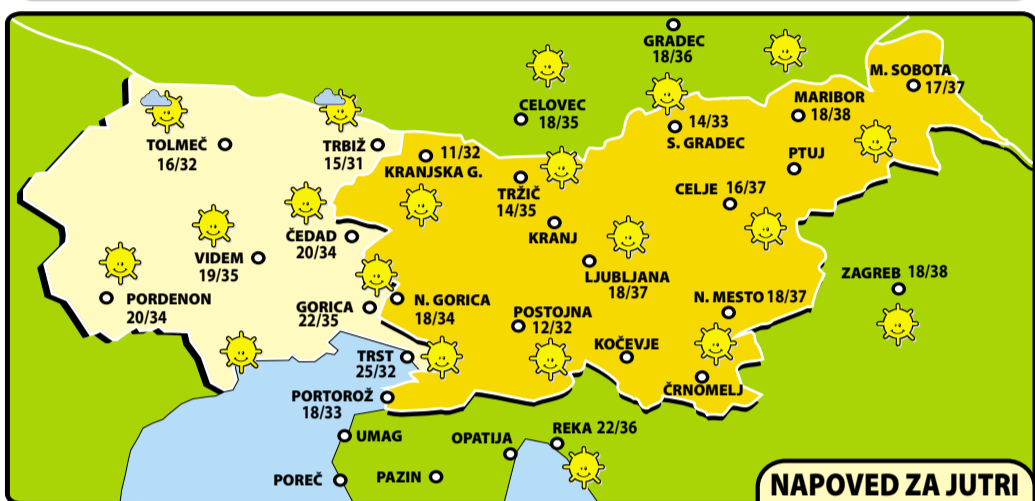 GRADEC
18/36
M. SOBOTA
17/37
CELOVEC
18/35
MARIBOR
18/38
14/33
S. GRADEC
TOLMEČ
16/32
TRBIŽ
15/31
11/32
KRANJSKA G.
PTUJ
TRŽIČ
14/35
CELJE 16/37
KRANJ
ČEDAD
20/34
VIDEM
19/35
LJUBLJANA
18/37
ZAGREB 18/38
PORDENON
20/34
GORICA
22/35
N. GORICA
18/34
N. MESTO 18/37
POSTOJNA
12/32
KOČEVJE
TRST
25/32
ČRNOMELJ
PORTOROŽ
18/33
UMAG
OPATIJA
REKA 22/36
POREČ
PAZIN
NAPOVED ZA JUTRI